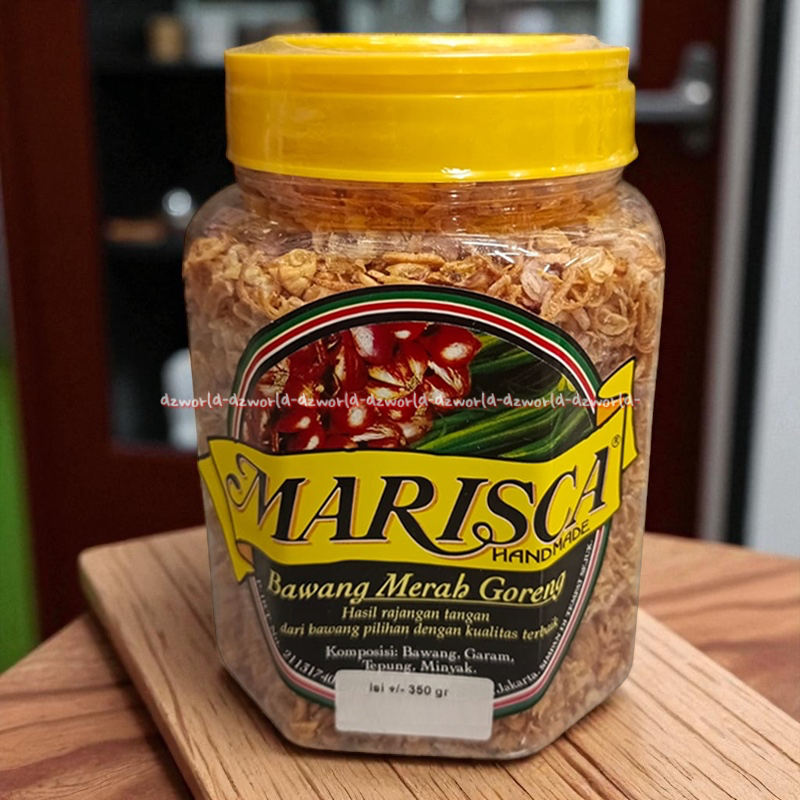 dzworld-dzworld-dzworld-dzworld-dzworld-dzworld-dzworld-
MARISCA®
HANDMADE
Bawang Merah Goreng
Hasil rajangan tangan
dari bawang pilihan dengan kualitas terbaik
Komposisi: Bawang, Garam,
Tepung, Minyak.
Jakarta.
Isi +/- 350 gr